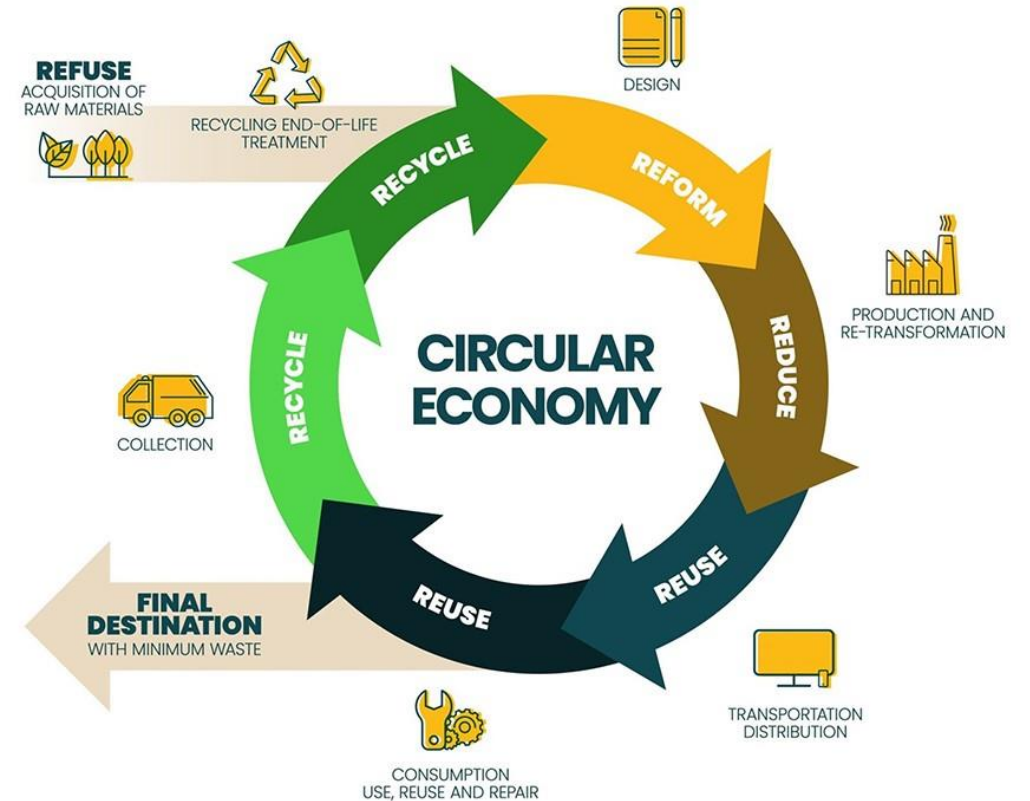 REFUSE
ACQUISITION OF
RAW MATERIALS
RECYCLING END-OF-LIFE
TREATMENT
DESIGN
RECYCLE
REFORM
PRODUCTION AND
RE-TRANSFORMATION
REDUCE
CIRCULAR
ECONOMY
RECYCLE
COLLECTION
REUSE
REUSE
FINAL
DESTINATION
WITH MINIMUM WASTE
TRANSPORTATION
DISTRIBUTION
CONSUMPTION
USE, REUSE AND REPAIR